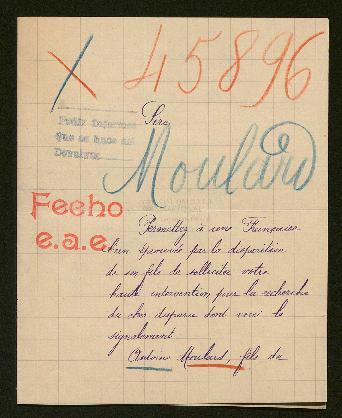 X 45896
Pedir Informes
que se hace así
Devuelva
Sire
Moulard
Fecho
e.a.e.
Permettez à une Française
bien éprouvée par la disparition
de son fils de solliciter votre
haute intervention pour la recherche
du cher disparu dont voici le
signalement
Antoine Moulard, fils de